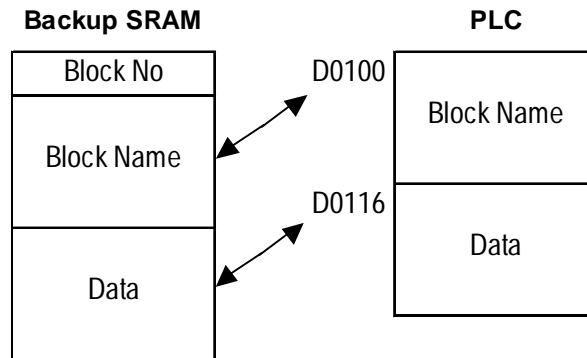 Backup SRAM
PLC
Block No
D0100
Block Name
Block Name
D0116
Data
Data